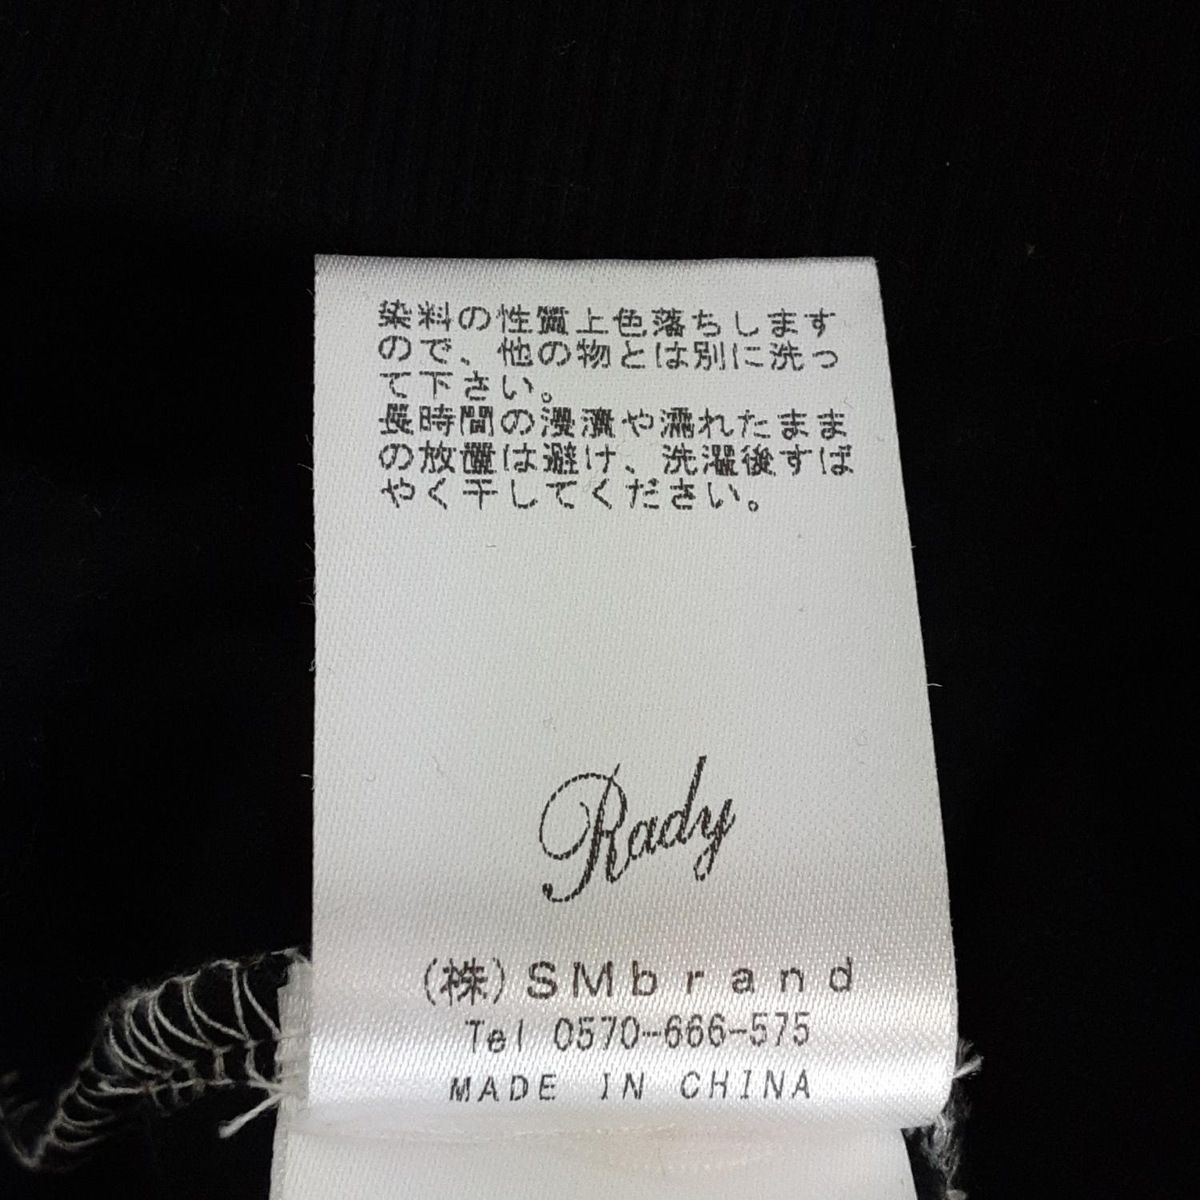 染料の性質上色落ちします
ので、他の物とは別に洗っ
て下さい。
長時間の浸漬や濡れたまま
の放置は避け、洗濯後すば
やく干してください。
Rady
(株)SMbrand
Tel 0570-666-575
MADE IN CHINA